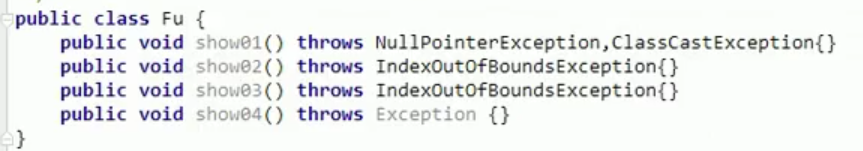 public class Fu {
    public void show01() throws NullPointerException,ClassCastException{}
    public void show02() throws IndexOutOfBoundsException{}
    public void show03() throws IndexOutOfBoundsException{}
    public void show04() throws Exception {}
}